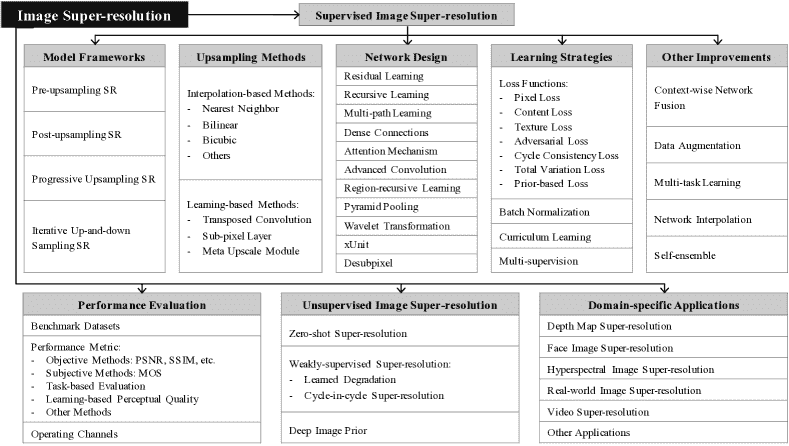 Image Super-resolution
Supervised Image Super-resolution
Model Frameworks
Pre-upsampling SR
Post-upsampling SR
Progressive Upsampling SR
Iterative Up-and-down
Sampling SR
Upsampling Methods
Interpolation-based Methods:
- Nearest Neighbor
- Bilinear
- Bicubic
- Others
Learning-based Methods:
- Transposed Convolution
- Sub-pixel Layer
- Meta Upscale Module
Network Design
Residual Learning
Recursive Learning
Multi-path Learning
Dense Connections
Attention Mechanism
Advanced Convolution
Region-recursive Learning
Pyramid Pooling
Wavelet Transformation
xUnit
Desubpixel
Learning Strategies
Loss Functions:
- Pixel Loss
- Content Loss
- Texture Loss
- Adversarial Loss
- Cycle Consistency Loss
- Total Variation Loss
- Prior-based Loss
Batch Normalization
Curriculum Learning
Multi-supervision
Other Improvements
Context-wise Network
Fusion
Data Augmentation
Multi-task Learning
Network Interpolation
Self-ensemble
Performance Evaluation
Benchmark Datasets
Performance Metric:
- Objective Methods: PSNR, SSIM, etc.
- Subjective Methods: MOS
- Task-based Evaluation
- Learning-based Perceptual Quality
- Other Methods
Operating Channels
Unsupervised Image Super-resolution
Zero-shot Super-resolution
Weakly-supervised Super-resolution:
- Learned Degradation
- Cycle-in-cycle Super-resolution
Deep Image Prior
Domain-specific Applications
Depth Map Super-resolution
Face Image Super-resolution
Hyperspectral Image Super-resolution
Real-world Image Super-resolution
Video Super-resolution
Other Applications